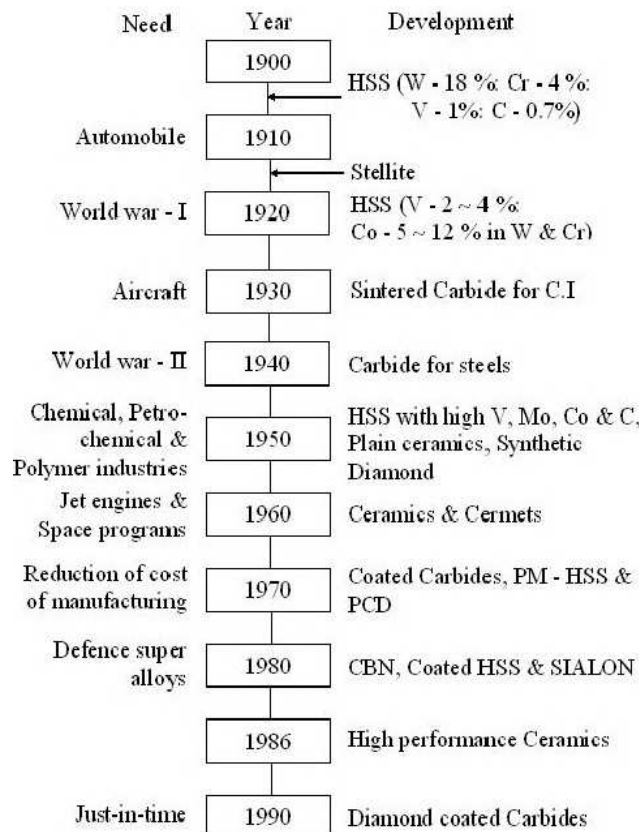 Need Year Development
1900
HSS (W - 18 %: Cr - 4 %:
V - 1%: C - 0.7%)
Automobile 1910
Stellite
World war - I 1920 HSS (V - 2 ~ 4 %:
Co - 5 ~ 12 % in W & Cr)
Aircraft 1930 Sintered Carbide for C.I
World war - II 1940 Carbide for steels
Chemical, Petro-
chemical &
Polymer industries
1950
HSS with high V, Mo, Co & C,
Plain ceramics, Synthetic
Diamond
Jet engines &
Space programs
1960 Ceramics & Cermets
Reduction of cost
of manufacturing
1970
Coated Carbides, PM - HSS &
PCD
Defence super
alloys
1980 CBN, Coated HSS & SIALON
1986 High performance Ceramics
Just-in-time 1990 Diamond coated Carbides